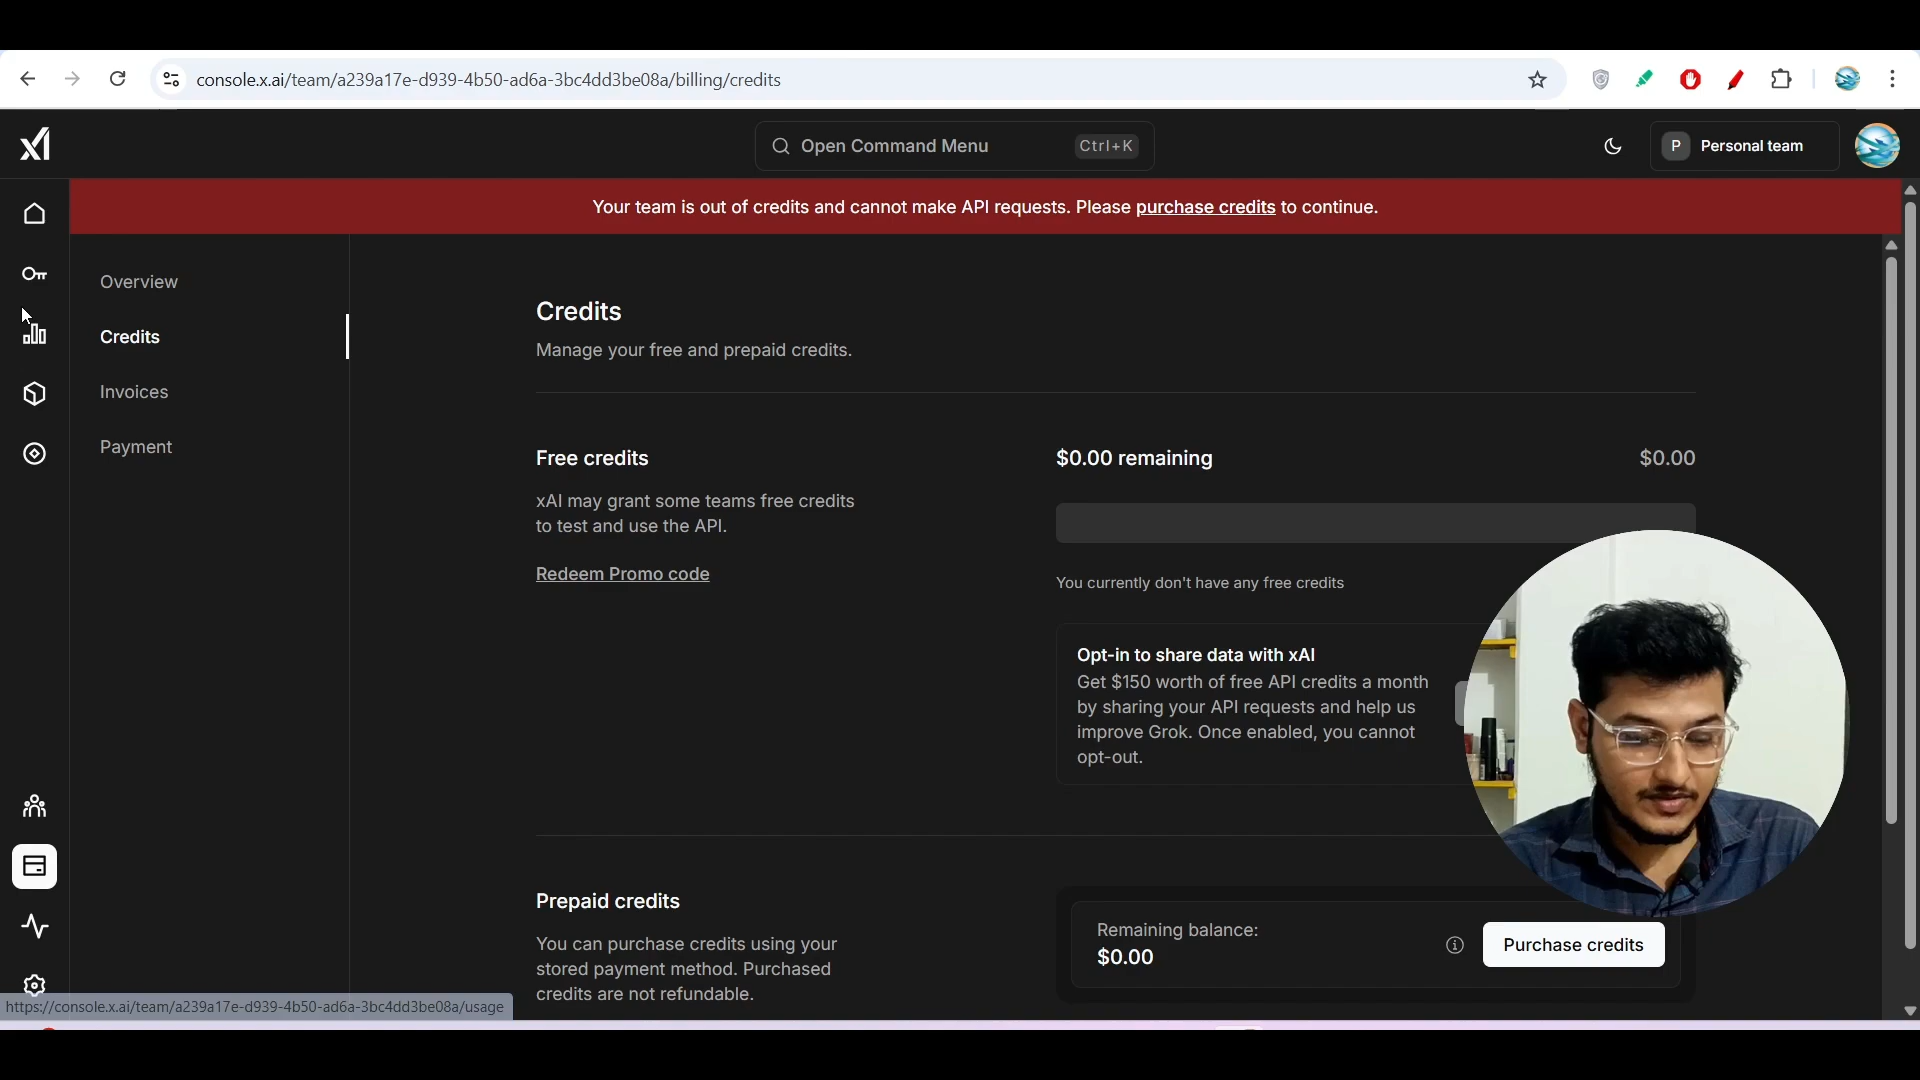 console.x.ai/team/a239a17e-d939-4b50-ad6a-3bc4dd3be08a/billing/credits
Open Command Menu
Ctrl+K
P
Personal team
Your team is out of credits and cannot make API requests. Please purchase credits to continue.
Overview
Credits
Invoices
Payment
Credits
Manage your free and prepaid credits.
Free credits
xAI may grant some teams free credits
to test and use the API.
Redeem Promo code
$0.00 remaining
$0.00
You currently don't have any free credits
Opt-in to share data with xAI
Get $150 worth of free API credits a month
by sharing your API requests and help us
improve Grok. Once enabled, you cannot
opt-out.
Prepaid credits
You can purchase credits using your
stored payment method. Purchased
credits are not refundable.
Remaining balance:
$0.00
Purchase credits
https://console.x.ai/team/a239a17e-d939-4b50-ad6a-3bc4dd3be08a/usage